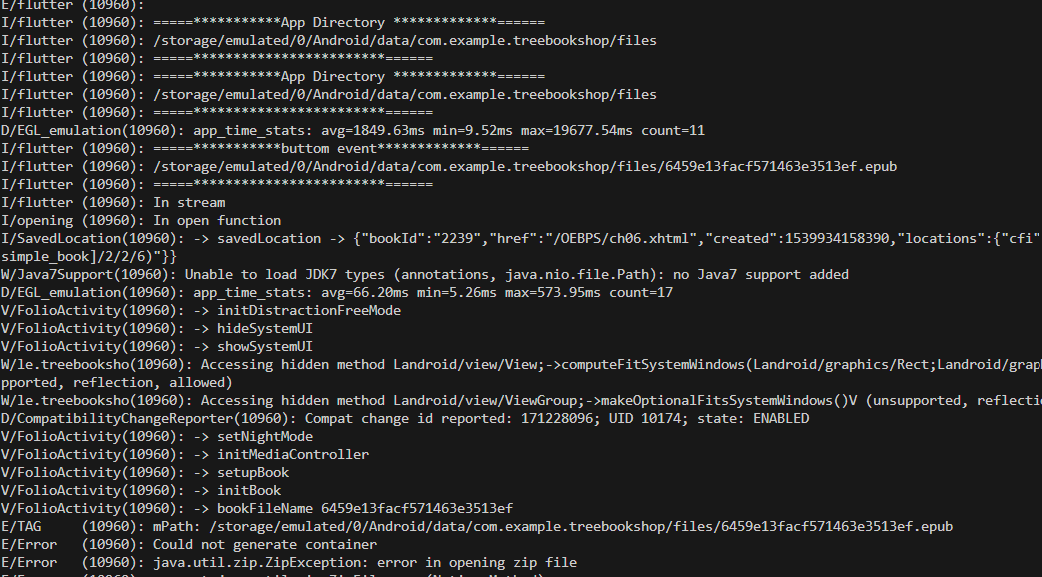 E/flutter (10960):
I/flutter (10960): =====***********App Directory *************======
I/flutter (10960): /storage/emulated/0/Android/data/com.example.treebookshop/files
I/flutter (10960): =====************************======
I/flutter (10960): =====***********App Directory *************======
I/flutter (10960): /storage/emulated/0/Android/data/com.example.treebookshop/files
I/flutter (10960): =====************************======
D/EGL_emulation(10960): app_time_stats: avg=1849.63ms min=9.52ms max=19677.54ms count=11
I/flutter (10960): =====***********buttom event*************======
I/flutter (10960): /storage/emulated/0/Android/data/com.example.treebookshop/files/6459e13facf571463e3513ef.epub
I/flutter (10960): =====************************======
I/flutter (10960): In stream
I/opening (10960): In open function
I/SavedLocation(10960): -> savedLocation -> {"bookId":"2239","href":"/OEBPS/ch06.xhtml","created":1539934158390,"locations":{"cfi"
simple_book]/2/2/6)"}}
W/Java7Support(10960): Unable to load JDK7 types (annotations, java.nio.file.Path): no Java7 support added
D/EGL_emulation(10960): app_time_stats: avg=66.20ms min=5.26ms max=573.95ms count=17
V/FolioActivity(10960): -> initDistractionFreeMode
V/FolioActivity(10960): -> hideSystemUI
V/FolioActivity(10960): -> showSystemUI
W/le.treebooksho(10960): Accessing hidden method Landroid/view/View;->computeFitSystemWindows(Landroid/graphics/Rect;Landroid/grap
pported, reflection, allowed)
W/le.treebooksho(10960): Accessing hidden method Landroid/view/ViewGroup;->makeOptionalFitsSystemWindows()V (unsupported, reflectio
D/CompatibilityChangeReporter(10960): Compat change id reported: 171228096; UID 10174; state: ENABLED
V/FolioActivity(10960): -> setNightMode
V/FolioActivity(10960): -> initMediaController
V/FolioActivity(10960): -> setupBook
V/FolioActivity(10960): -> initBook
V/FolioActivity(10960): -> bookFileName 6459e13facf571463e3513ef
E/TAG     (10960): mPath: /storage/emulated/0/Android/data/com.example.treebookshop/files/6459e13facf571463e3513ef.epub
E/Error   (10960): Could not generate container
E/Error   (10960): java.util.zip.ZipException: error in opening zip file